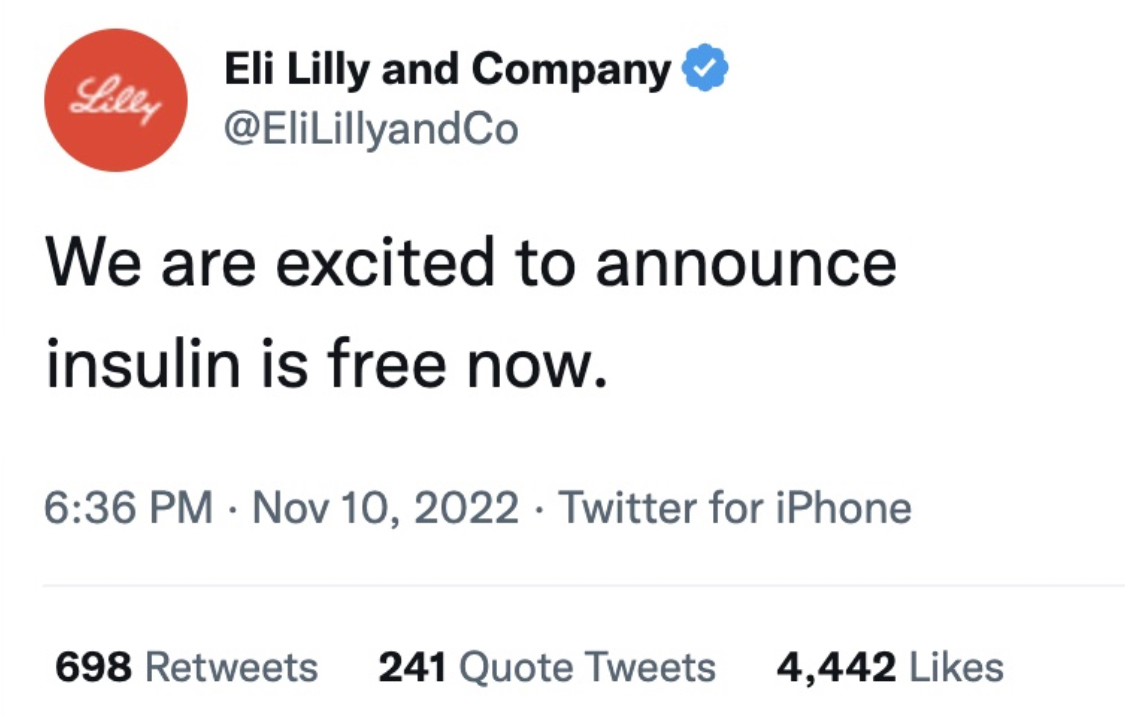 Lilly
Eli Lilly and Company
@EliLillyandCo
We are excited to announce
insulin is free now.
6:36 PM · Nov 10, 2022 · Twitter for iPhone
698 Retweets 241 Quote Tweets 4,442 Likes